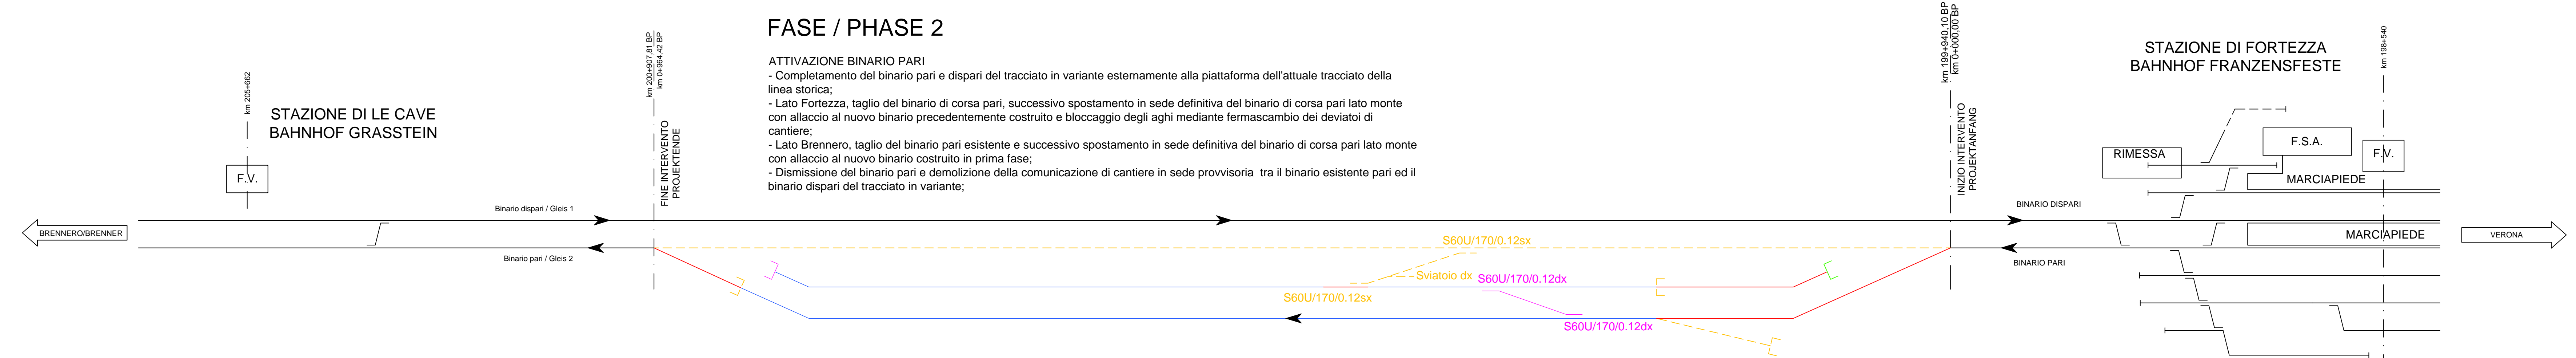 FASE / PHASE 2
ATTIVAZIONE BINARIO PARI
- Completamento del binario pari e dispari del tracciato in variante esternamente alla piattaforma dell'attuale tracciato della
linea storica;
- Lato Fortezza, taglio del binario di corsa pari, successivo spostamento in sede definitiva del binario di corsa pari lato monte
con allaccio al nuovo binario precedentemente costruito e bloccaggio degli aghi mediante fermascambio dei deviatoi di
cantiere;
- Lato Brennero, taglio del binario pari esistente e successivo spostamento in sede definitiva del binario di corsa pari lato monte
con allaccio al nuovo binario costruito in prima fase;
- Dismissione del binario pari e demolizione della comunicazione di cantiere in sede provvisoria tra il binario esistente pari ed il
binario dispari del tracciato in variante;
km 205+662
STAZIONE DI LE CAVE
BAHNHOF GRASSTEIN
F.V.
km 200+907,81 BP
km 0+964,42 BP
FINE INTERVENTO
PROJEKTENDE
km 199+940,10 BP
km 0+000,00 BP
INIZIO INTERVENTO
PROJEKTANFANG
STAZIONE DI FORTEZZA
BAHNHOF FRANZENSFESTE
km 198+540
RIMESSA
F.S.A.
F.V.
MARCIAPIEDE
Binario dispari / Gleis 1
BINARIO DISPARI
BRENNERO/BRENNER
S60U/170/0.12sx
MARCIAPIEDE
VERONA
Binario pari / Gleis 2
BINARIO PARI
Sviatoio dx
S60U/170/0.12dx
S60U/170/0.12sx
S60U/170/0.12dx